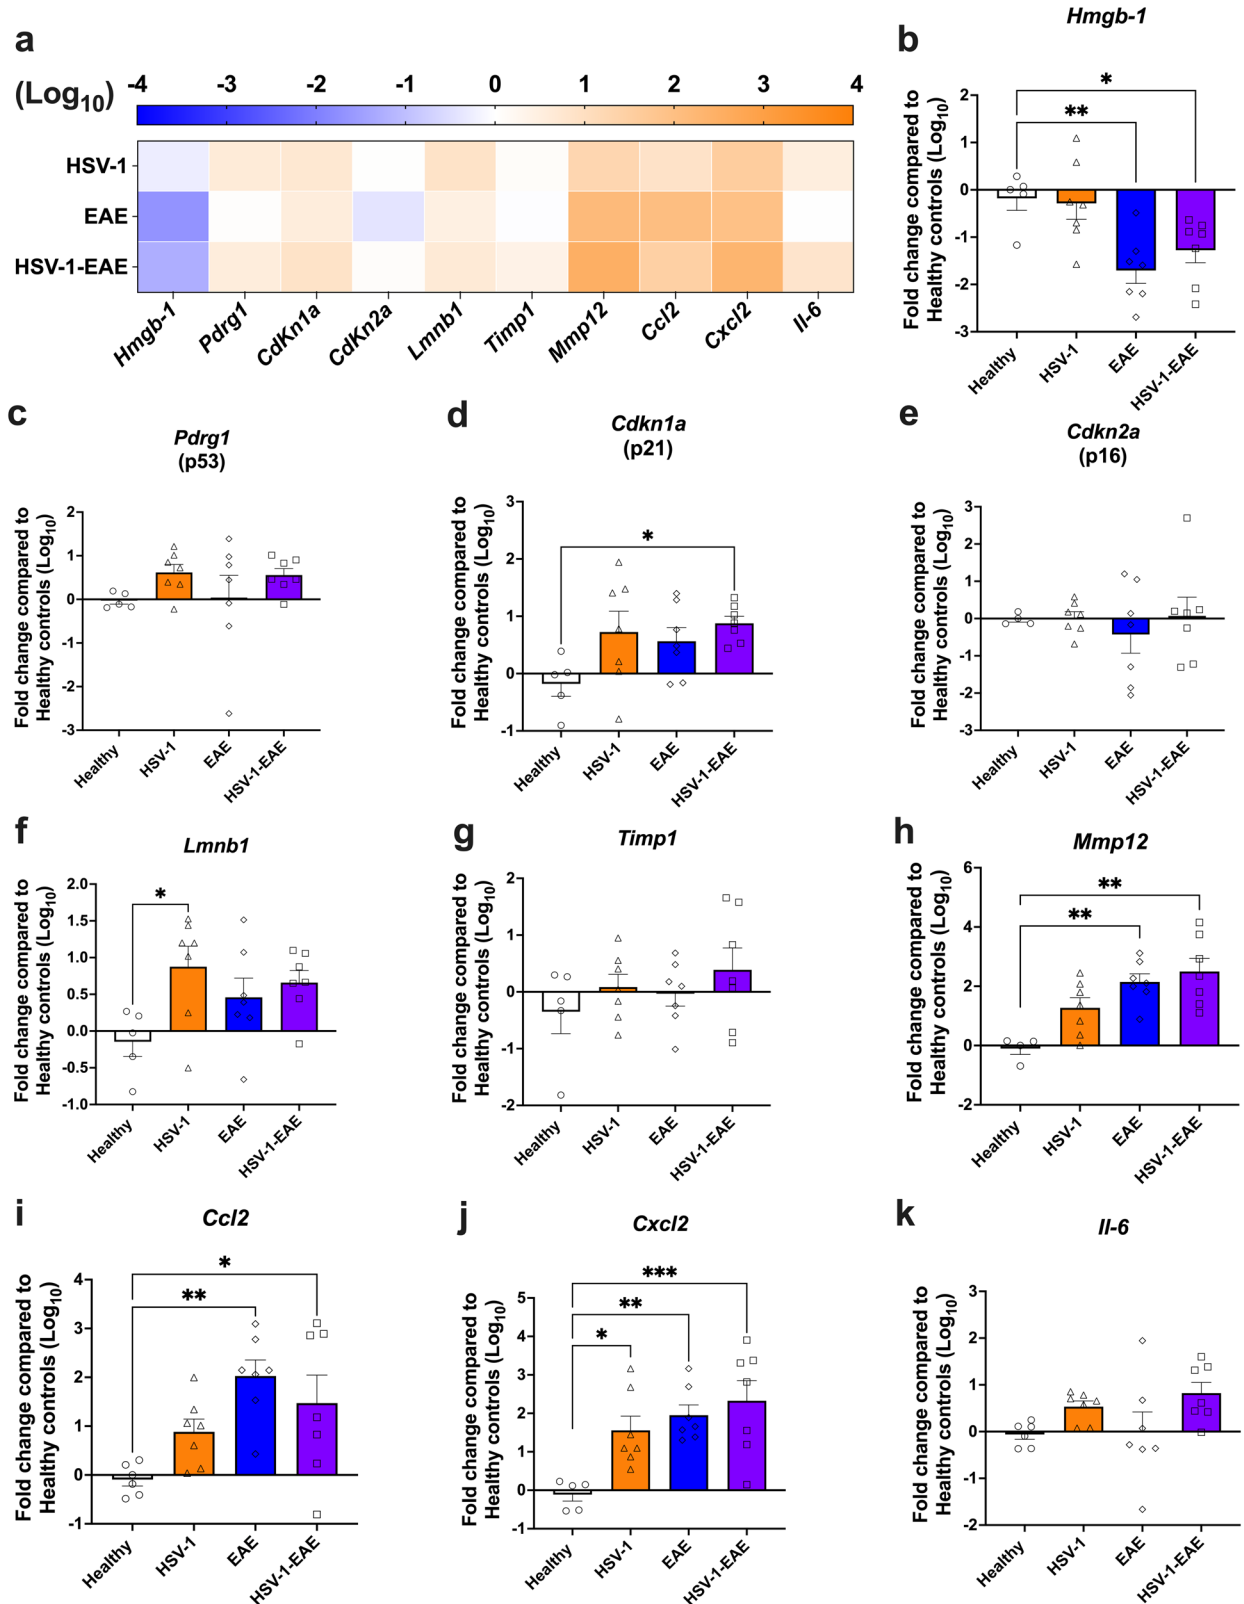 a
(Log10)
-4 -3 -2 -1 0 1 2 3 4
HSV-1
EAE
HSV-1-EAE
Hmgb-1 Pdrg1 CdKn1a CdKn2a Lmnb1 Timp1 Mmp12 Ccl2 Cxcl2 Il-6
b
Hmgb-1
Fold change compared to
Healthy controls (Log10)
2
1
0
-1
-2
-3
*
**
Healthy HSV-1 EAE HSV-1-EAE
c
Pdrg1
(p53)
Fold change compared to
Healthy controls (Log10)
2
1
0
-1
-2
-3
Healthy HSV-1 EAE HSV-1-EAE
d
Cdkn1a
(p21)
Fold change compared to
Healthy controls (Log10)
3
2
1
0
-1
*
Healthy HSV-1 EAE HSV-1-EAE
e
Cdkn2a
(p16)
Fold change compared to
Healthy controls (Log10)
3
2
1
0
-1
-2
-3
Healthy HSV-1 EAE HSV-1-EAE
f
Lmnb1
Fold change compared to
Healthy controls (Log10)
2.0
1.5
1.0
0.5
0.0
-0.5
-1.0
*
Healthy HSV-1 EAE HSV-1-EAE
g
Timp1
Fold change compared to
Healthy controls (Log10)
2
1
0
-1
-2
Healthy HSV-1 EAE HSV-1-EAE
h
Mmp12
Fold change compared to
Healthy controls (Log10)
6
4
2
0
-2
**
**
Healthy HSV-1 EAE HSV-1-EAE
i
Ccl2
Fold change compared to
Healthy controls (Log10)
4
3
2
1
0
-1
*
**
Healthy HSV-1 EAE HSV-1-EAE
j
Cxcl2
Fold change compared to
Healthy controls (Log10)
5
4
3
2
1
0
-1
***
**
*
Healthy HSV-1 EAE HSV-1-EAE
k
Il-6
Fold change compared to
Healthy controls (Log10)
3
2
1
0
-1
-2
Healthy HSV-1 EAE HSV-1-EAE